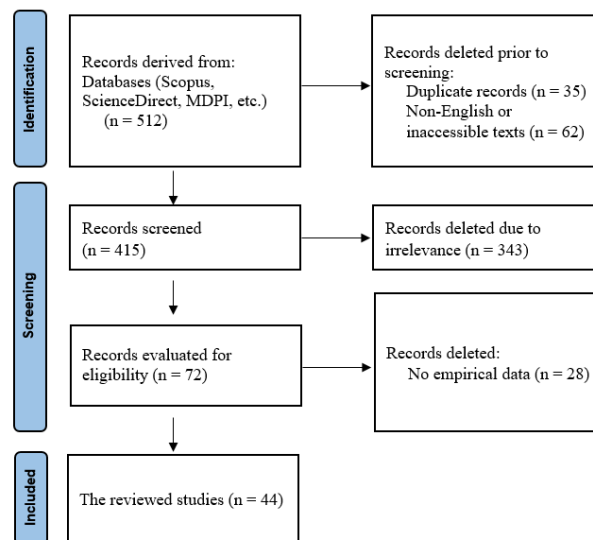 Identification
Records derived from:
Databases (Scopus,
ScienceDirect, MDPI, etc.)
(n = 512)
Records deleted prior to
screening:
Duplicate records (n = 35)
Non-English or
inaccessible texts (n = 62)
Screening
Records screened
(n = 415)
Records deleted due to
irrelevance (n = 343)
Records evaluated for
eligibility (n = 72)
Records deleted:
No empirical data (n = 28)
Included
The reviewed studies (n = 44)